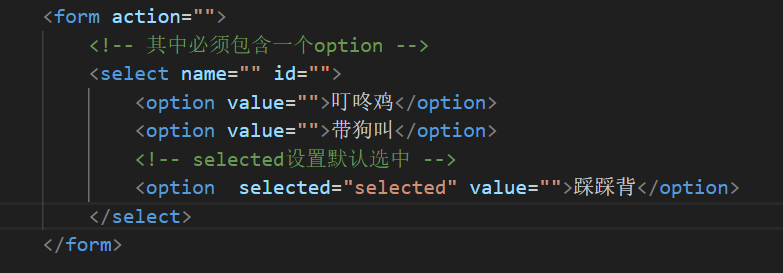 <form action="">
<!-- 其中必须包含一个option -->
<select name="" id="">
<option value="">叮咚鸡</option>
<option value="">带狗叫</option>
<!-- selected设置默认选中 -->
<option  selected="selected" value="">踩踩背</option>
</select>
</form>